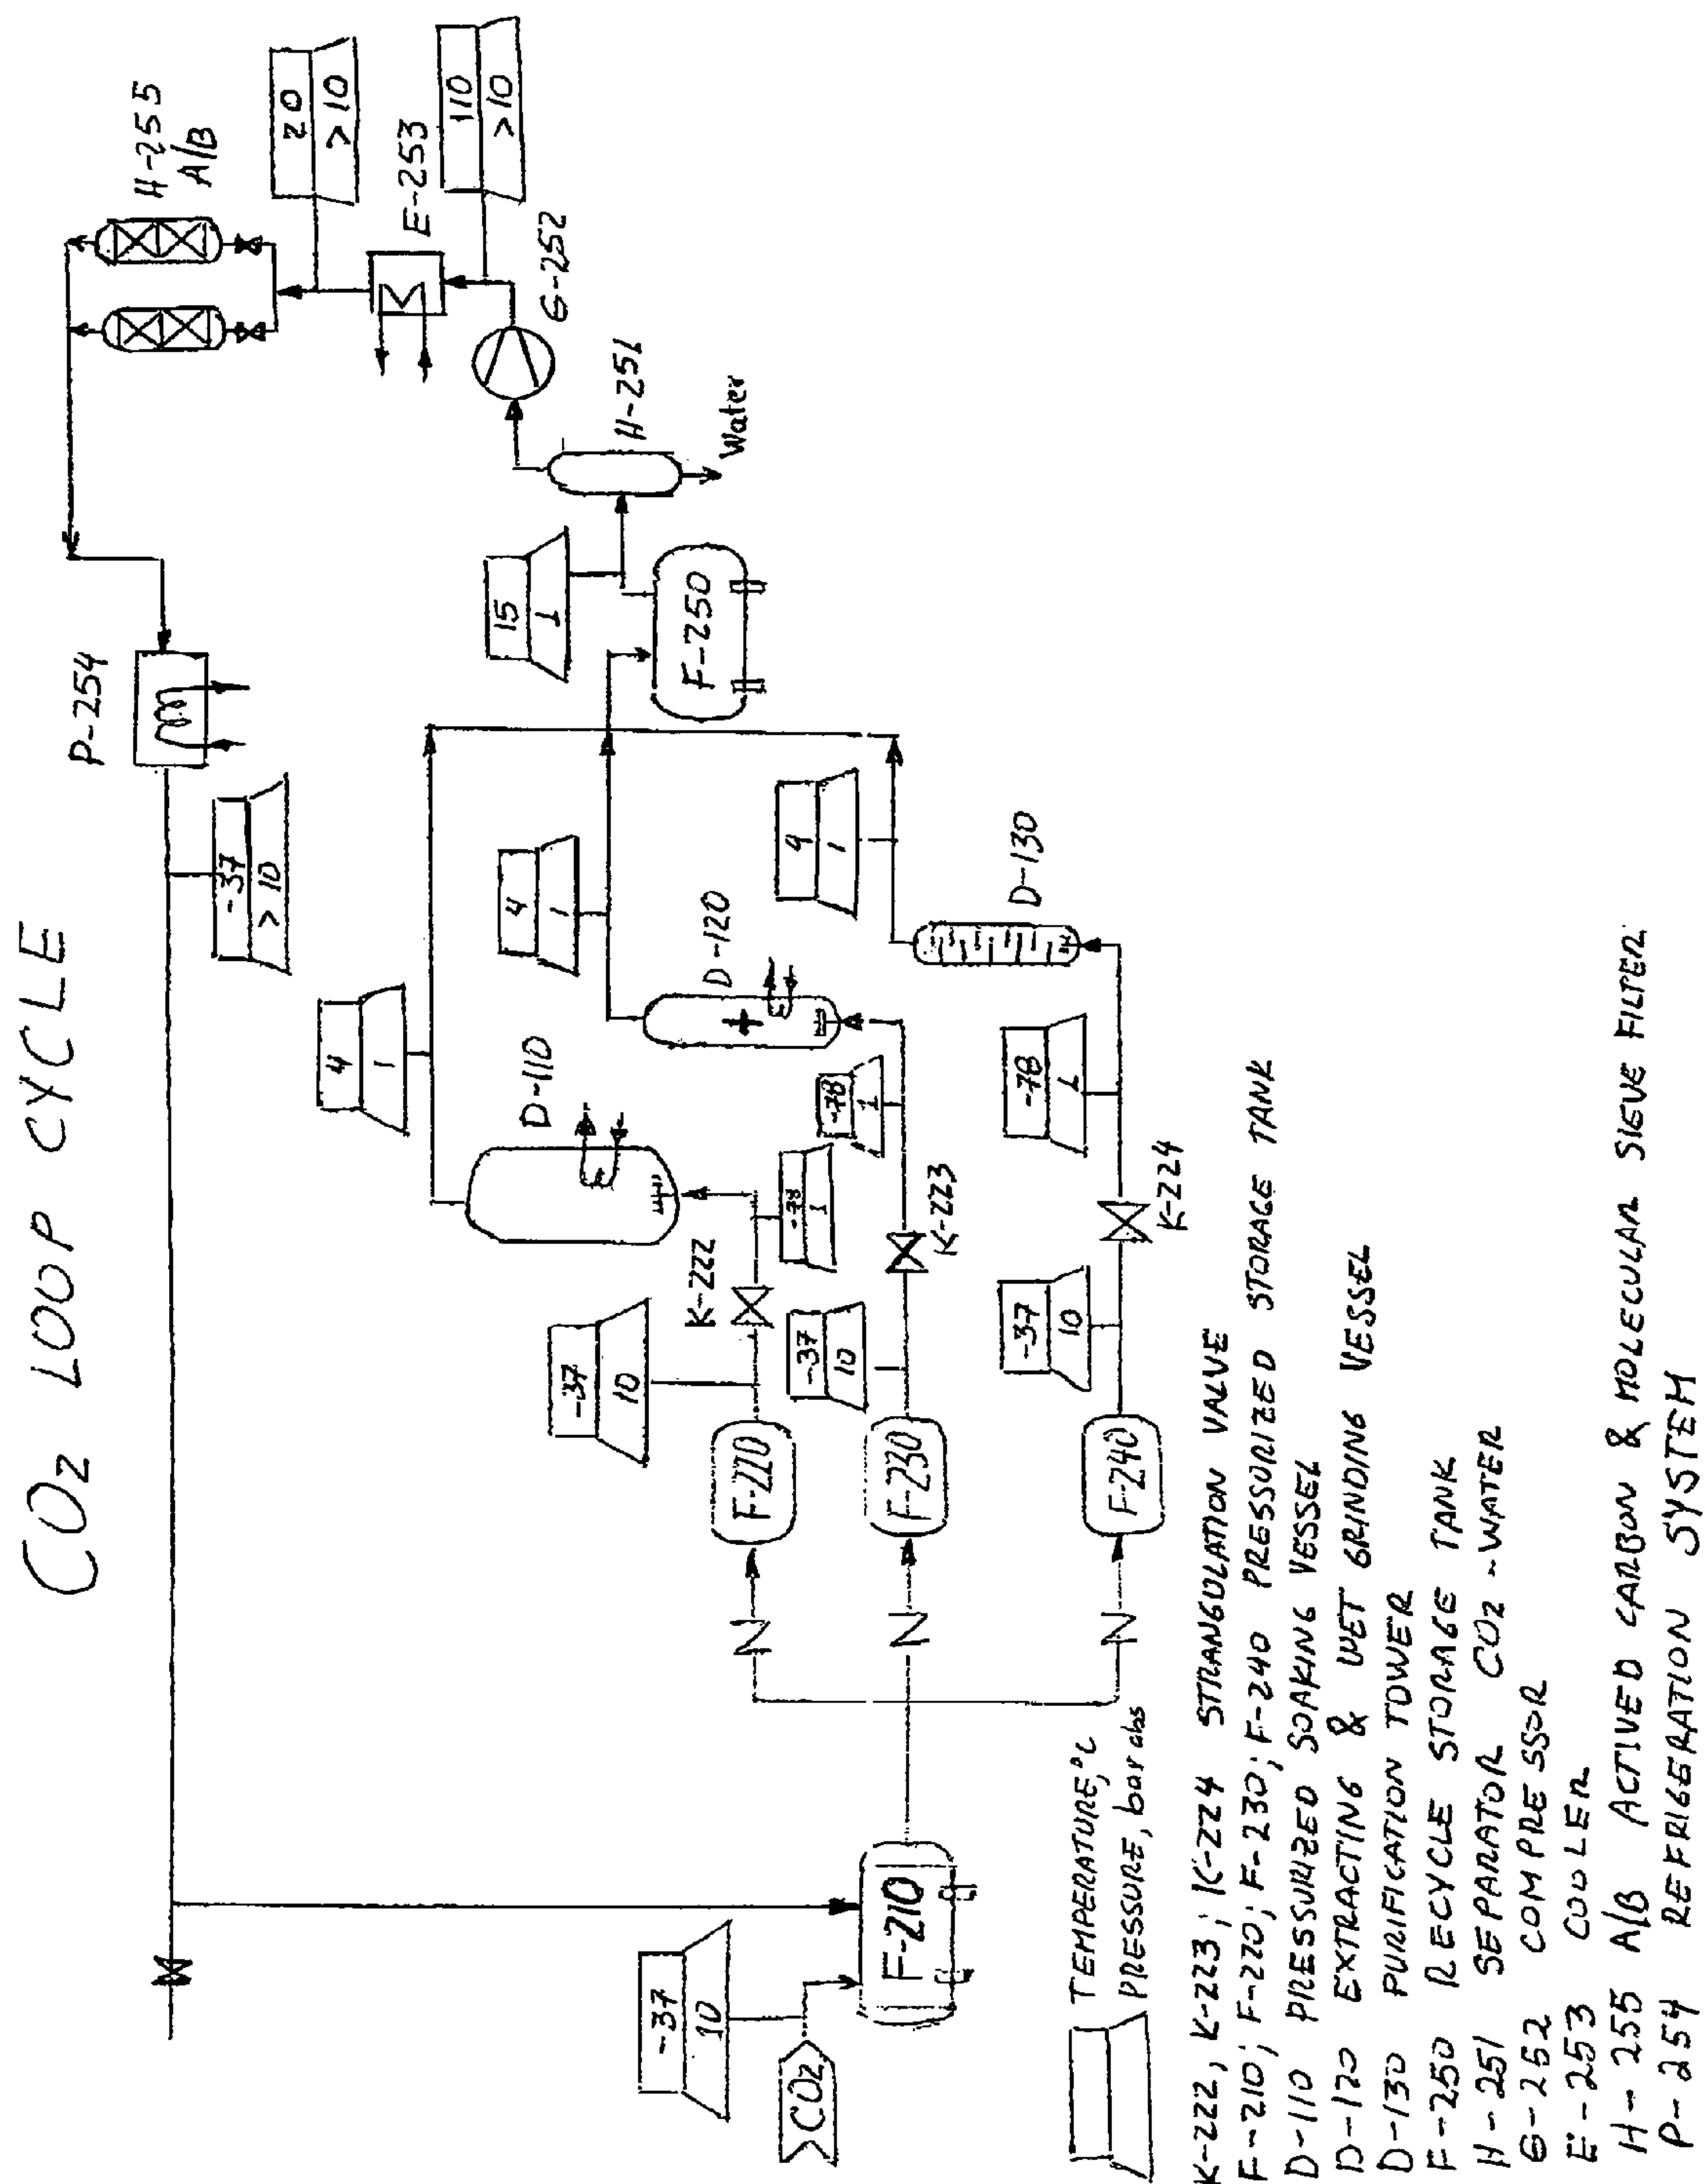 CO2 LOOP CYCLE
P-254
H-255
A/B
20
>10
E-253
110
>10
G-252
-37
>10
15
1
H-251
Water
F-250
4
1
D-110
4
1
D-120
4
1
D-130
-37
10
K-222
-78
1
-78
1
-37
10
K-223
-78
1
-37
10
K-224
F-220
F-230
F-240
-37
10
CO2
F-210
TEMPERATURE, °C
PRESSURE, bar abs
K-222, K-223; K-224 STRANGULATION VALVE
F-210; F-220; F-230; F-240 PRESSURIZED STORAGE TANK
D-110 PRESSURIZED SOAKING VESSEL
D-120 EXTRACTING & WET GRINDING VESSEL
D-130 PURIFICATION TOWER
F-250 RECYCLE STORAGE TANK
H-251 SEPARATOR CO2-WATER
G-252 COMPRESSOR
E-253 COOLER
H-255 A/B ACTIVED CARBON & MOLECULAR SIEVE FILTER
P-254 REFRIGERATION SYSTEM